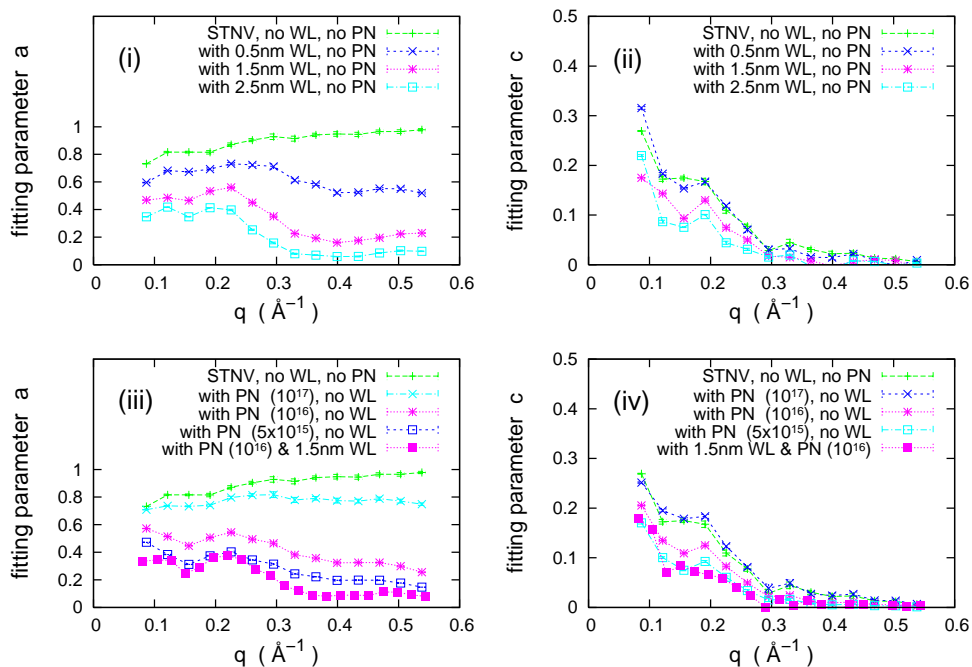 (i)
STNV, no WL, no PN
with 0.5nm WL, no PN
with 1.5nm WL, no PN
with 2.5nm WL, no PN
fitting parameter a
1
0.8
0.6
0.4
0.2
0
0 0.1 0.2 0.3 0.4 0.5 0.6
q ( Å⁻¹ )
(ii)
STNV, no WL, no PN
with 0.5nm WL, no PN
with 1.5nm WL, no PN
with 2.5nm WL, no PN
fitting parameter c
0.5
0.4
0.3
0.2
0.1
0
0 0.1 0.2 0.3 0.4 0.5 0.6
q ( Å⁻¹ )
(iii)
STNV, no WL, no PN
with PN (10¹⁷), no WL
with PN (10¹⁶), no WL
with PN (5x10¹⁵), no WL
with PN (10¹⁶) & 1.5nm WL
fitting parameter a
1
0.8
0.6
0.4
0.2
0
0 0.1 0.2 0.3 0.4 0.5 0.6
q ( Å⁻¹ )
(iv)
STNV, no WL, no PN
with PN (10¹⁷), no WL
with PN (10¹⁶), no WL
with PN (5x10¹⁵), no WL
with 1.5nm WL & PN (10¹⁶)
fitting parameter c
0.5
0.4
0.3
0.2
0.1
0
0 0.1 0.2 0.3 0.4 0.5 0.6
q ( Å⁻¹ )